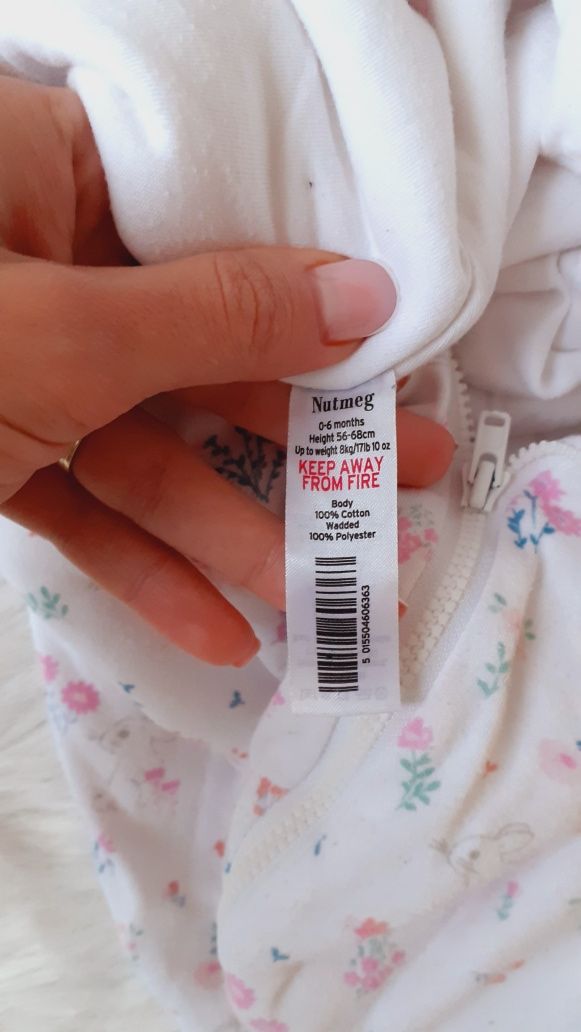 Nutmeg
0-6 months
Height 56-68cm
Up to weight 8kg/17lb 10 oz
KEEP AWAY
FROM FIRE
Body
100% Cotton
Wadded
100% Polyester
5 015504606363